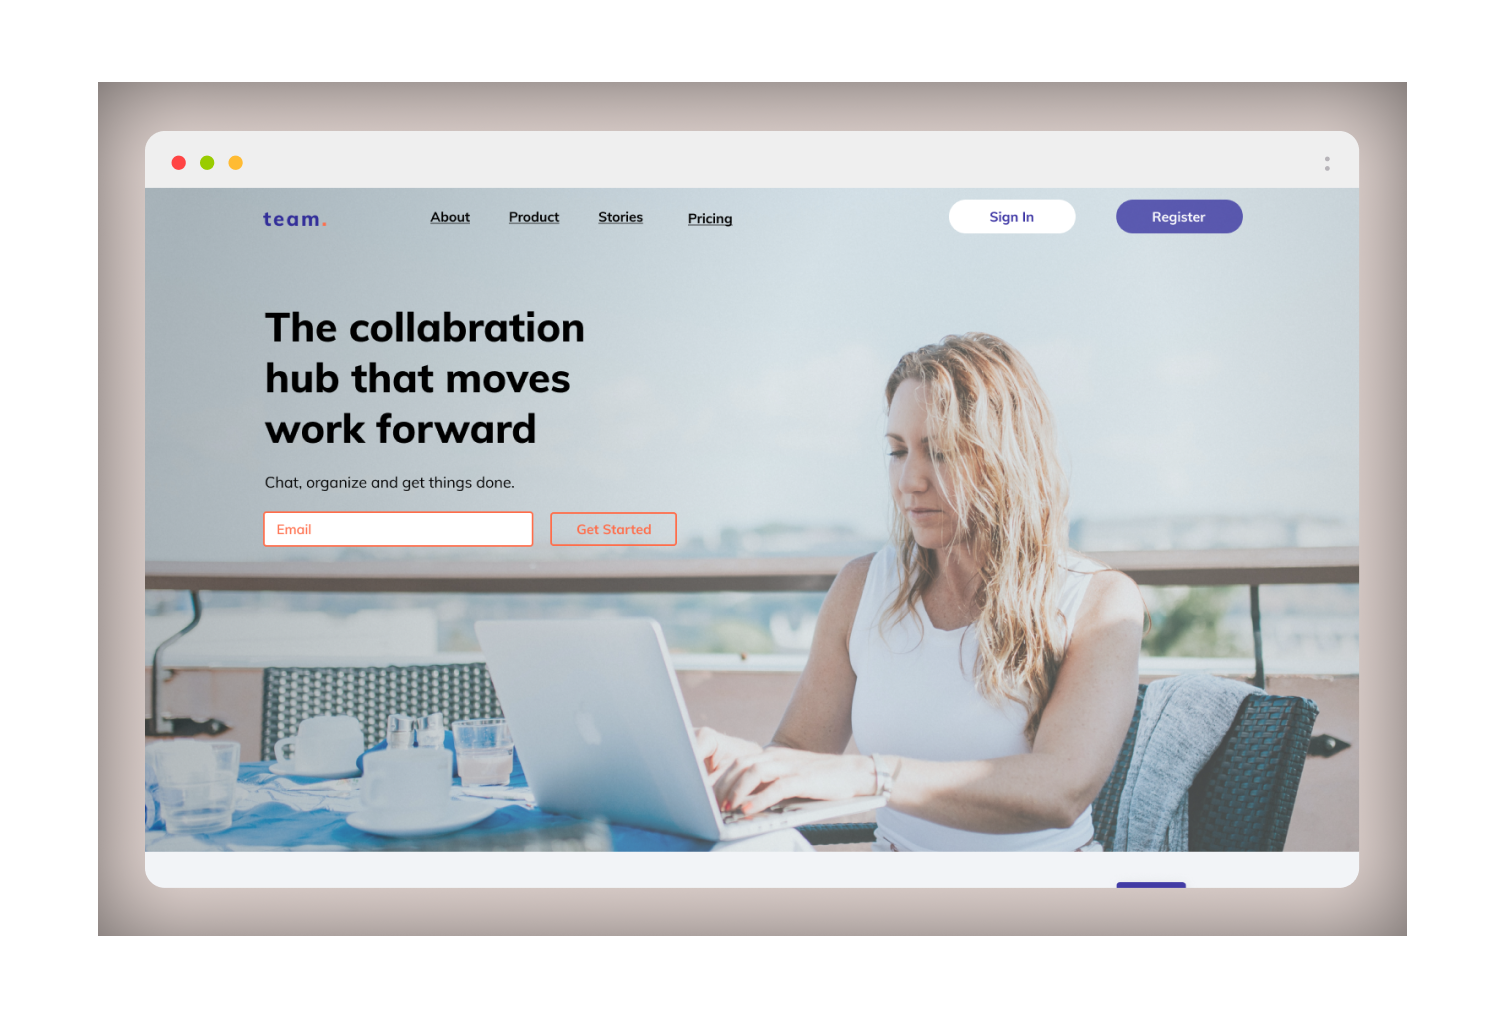 team.
About
Product
Stories
Pricing
Sign In
Register
The collabration
hub that moves
work forward
Chat, organize and get things done.
Email
Get Started